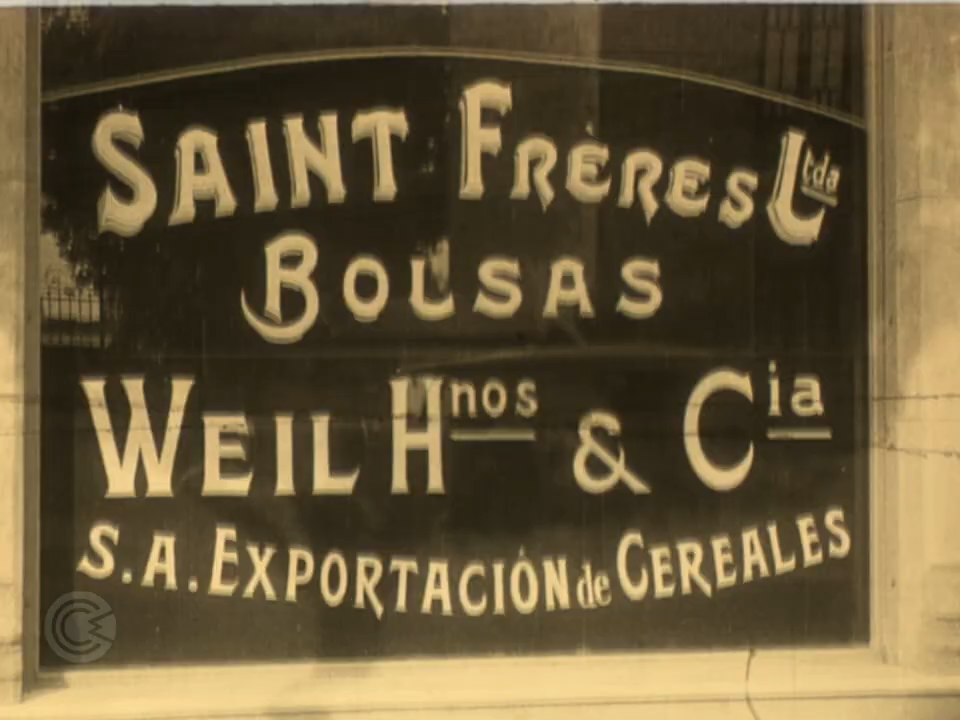 SAINT FRÈRES Ltda
BOLSAS
WEIL Hnos & Cia
S.A. EXPORTACIÓN de CEREALES